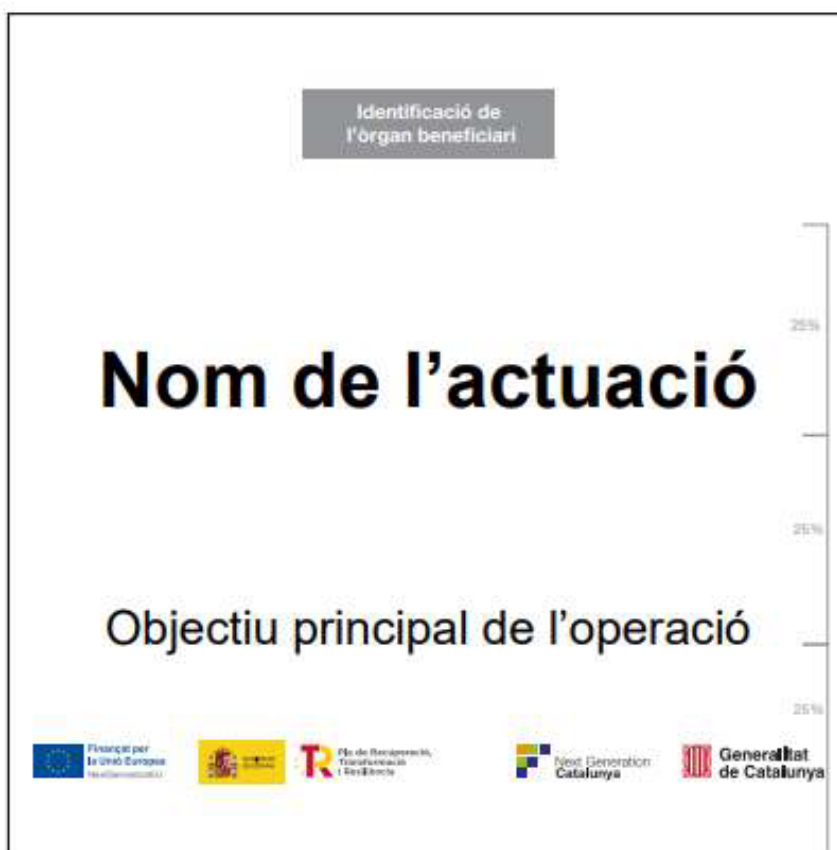 Identificació de
l'òrgan beneficiari
25%
Nom de l'actuació
25%
Objectiu principal de l'operació
25%
Finançat per
la Unió Europea
NextGenerationEU
Pla de Recuperació,
Transformació
i Resiliència
Next Generation
Catalunya
Generalitat
de Catalunya